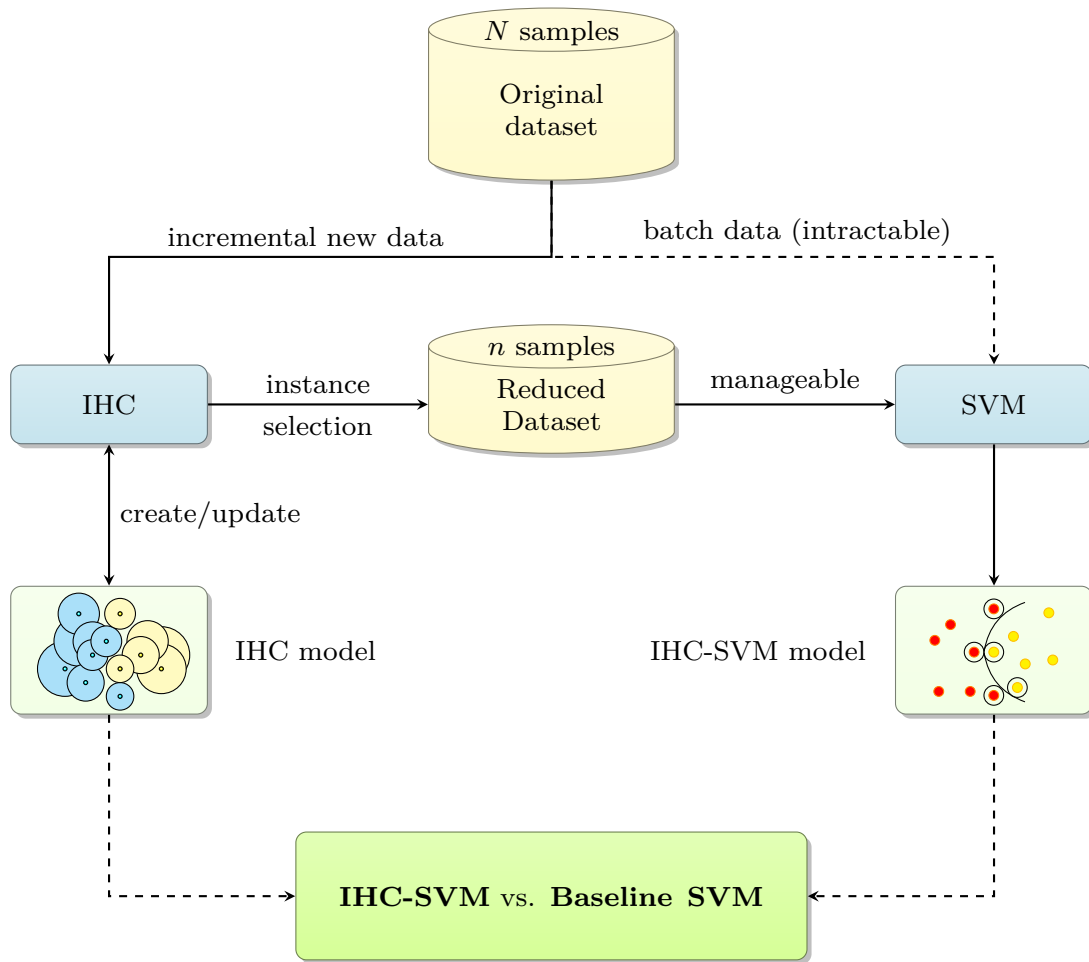 N samples
Original
dataset
incremental new data
batch data (intractable)
n samples
Reduced
Dataset
IHC
instance
selection
manageable
SVM
create/update
IHC model
IHC-SVM model
IHC-SVM vs. Baseline SVM